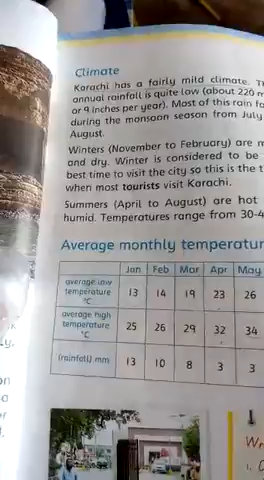 Climate
Karachi has a fairly mild climate.
annual rainfall is quite low (about 220
or 9 inches per year). Most of this rain
during the monsoon season from July
August.
Winters (November to February) are
and dry. Winter is considered to be
best time to visit the city so this is the
when most tourists visit Karachi.
Summers (April to August) are hot
humid. Temperatures range from 30-4
Average monthly
Jan Feb Mar Apr May
average low temperature °C 13 14 19 23 26
average high temperature °C 25 26 29 32 34
(rainfall) mm 13 10 8 3 3